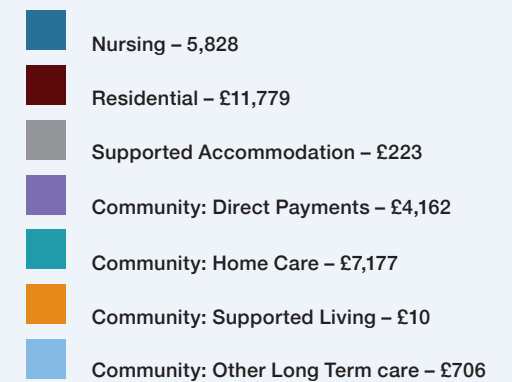 Nursing – 5,828
Residential – £11,779
Supported Accommodation – £223
Community: Direct Payments – £4,162
Community: Home Care – £7,177
Community: Supported Living – £10
Community: Other Long Term care – £706